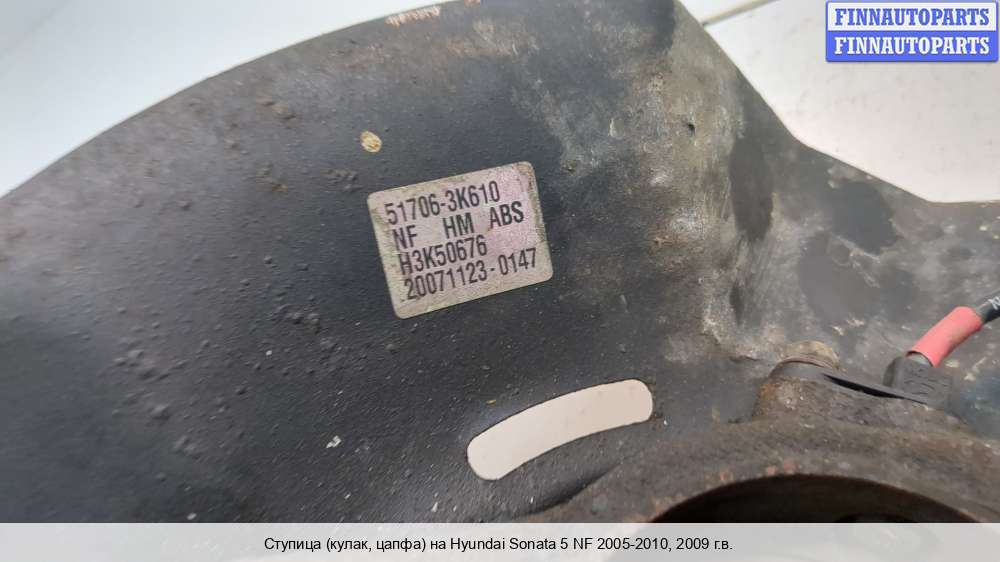 FINNAUTOPARTS
FINNAUTOPARTS
51706-3K610
NF HM ABS
H3K50676
20071123-0147
Ступица (кулак, цапфа) на Hyundai Sonata 5 NF 2005-2010, 2009 г.в.